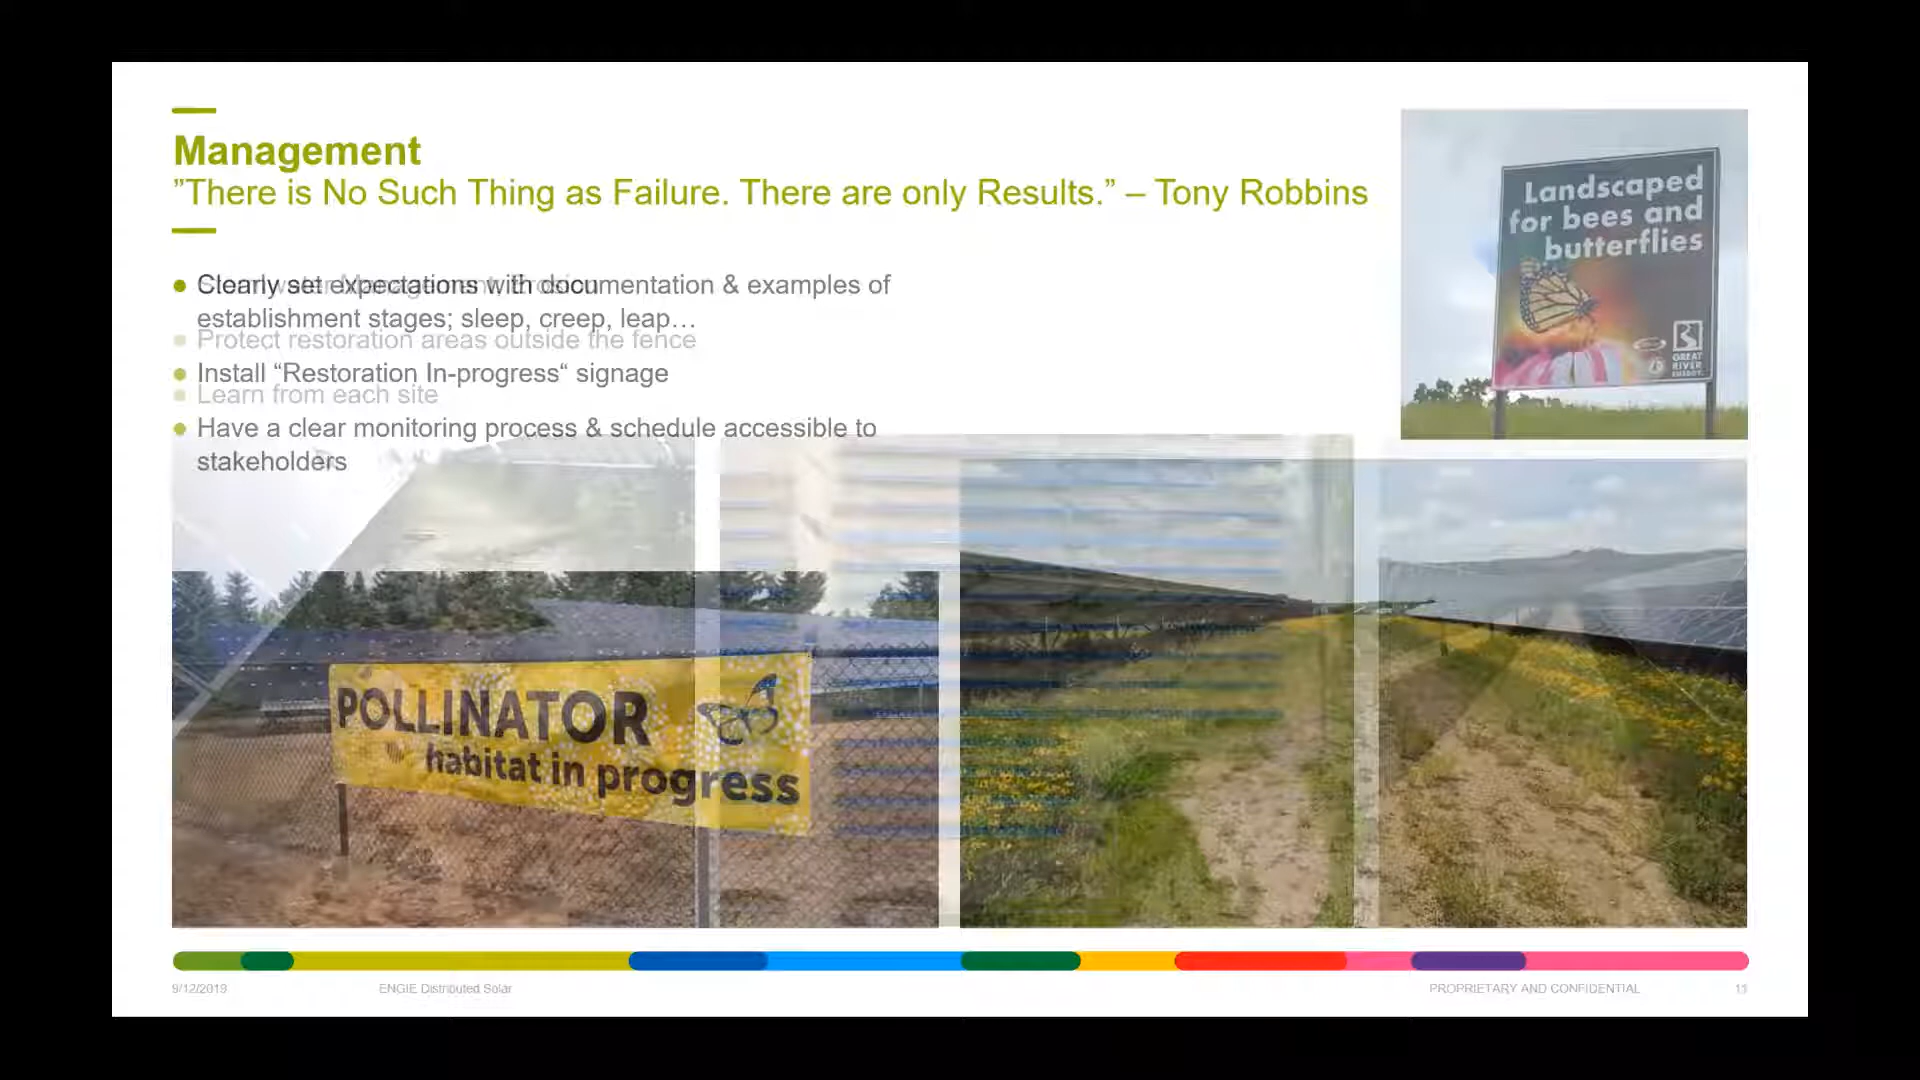 Management
”There is No Such Thing as Failure. There are only Results.” – Tony Robbins
Clearly set expectations with documentation & examples of
establishment stages; sleep, creep, leap…
Protect restoration areas outside the fence
Install “Restoration In-progress“ signage
Learn from each site
Have a clear monitoring process & schedule accessible to
stakeholders
Landscaped
for bees and
butterflies
GREAT
RIVER
ENERGY
POLLINATOR
habitat in progress
9/12/2019
ENGIE Distributed Solar
PROPRIETARY AND CONFIDENTIAL
11